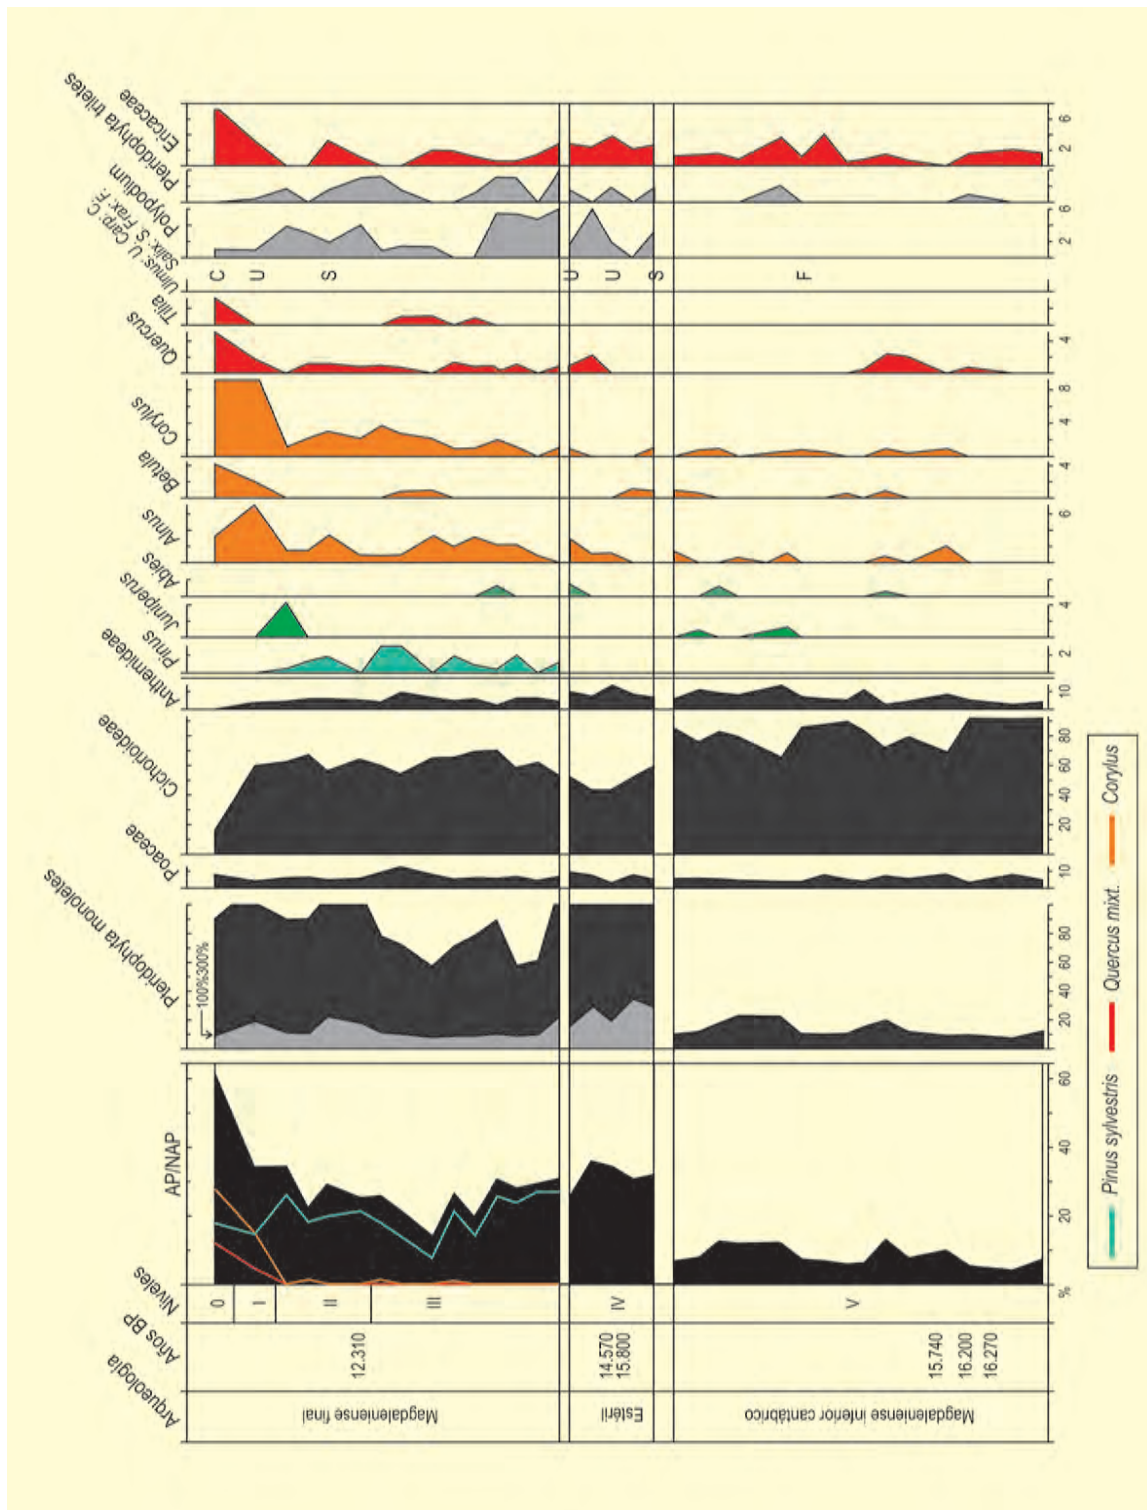 Arqueología
Años BP
Niveles
AP/NAP
Pteridophyta monoletes
Poaceae
Cichorioideae
Anthemideae
Pinus
Juniperus
Abies
Alnus
Betula
Corylus
Quercus
Tilia
Ulmus: U. Carp: C.
Salix: S. Frax: F.
Polypodium
Pteridophyta triletes
Ericaceae
Magdaleniense final
Estéril
Magdaleniense inferior cantábrico
12.310
14.570
15.800
15.740
16.200
16.270
0
I
II
III
IV
V
100%300%
C
U
S
U
U
S
F
%
20
40
60
20
40
60
80
10
20
40
60
80
10
2
4
6
4
4
8
4
2
6
2
6
Pinus sylvestris
Quercus mixt.
Corylus